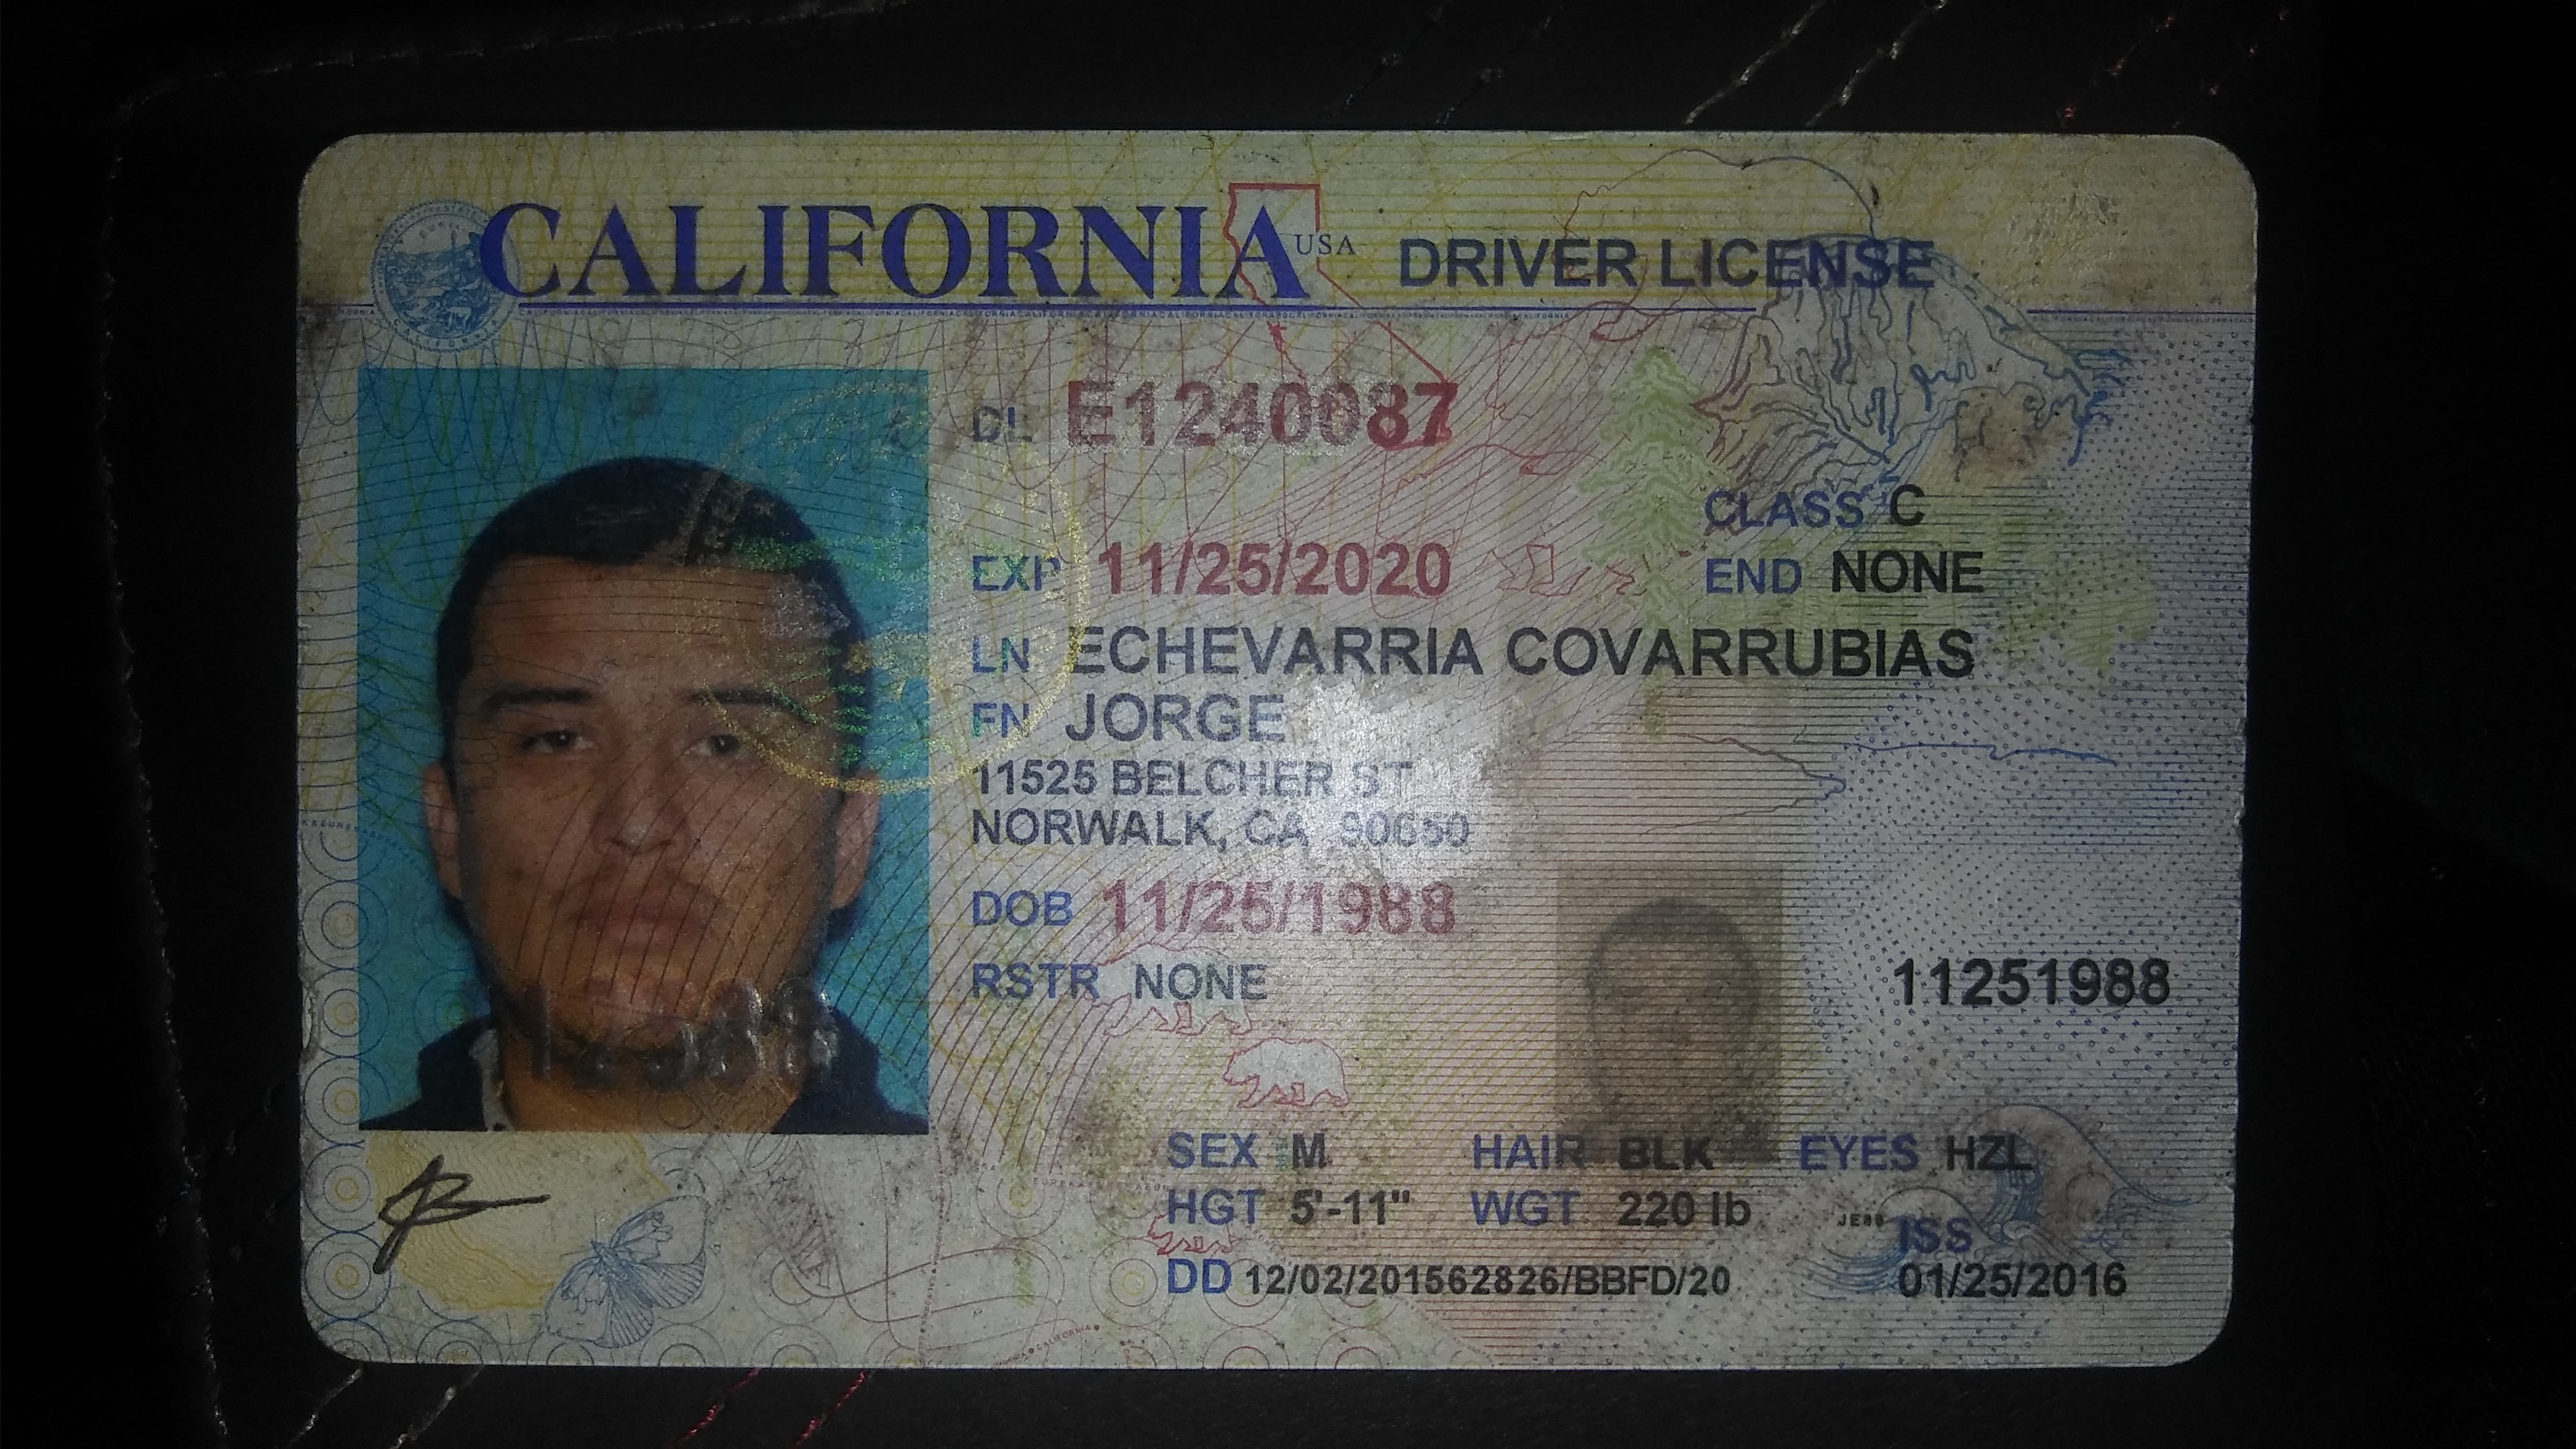 CALIFORNIA USA DRIVER LICENSE
DL E1240087
CLASS C
EXP 11/25/2020
END NONE
LN ECHEVARRIA COVARRUBIAS
FN JORGE
11525 BELCHER ST
NORWALK, CA 90650
DOB 11/25/1988
RSTR NONE
11251988
SEX M HAIR BLK EYES HZL
HGT 5'-11" WGT 220 lb
ISS
DD 12/02/201562826/BBFD/20
01/25/2016